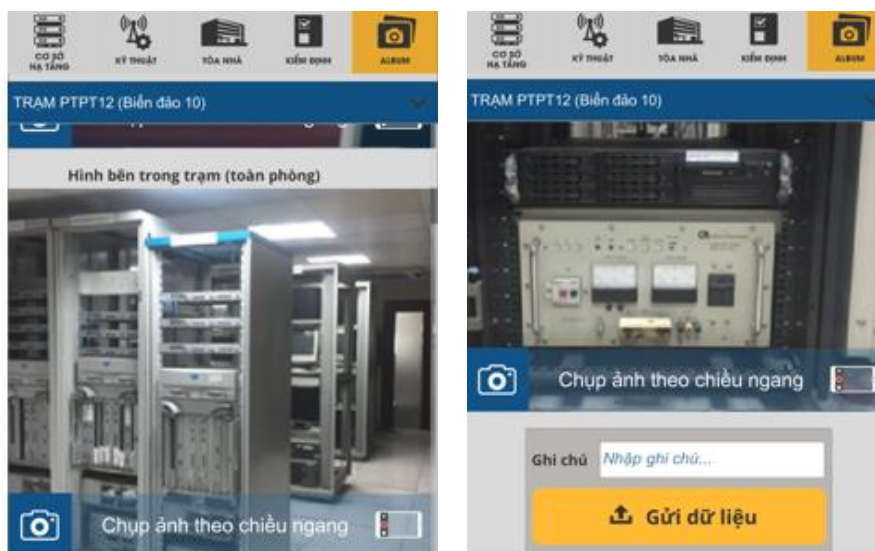 CƠ SỞ
HẠ TẦNG
KỸ THUẬT
TÒA NHÀ
KIỂM ĐỊNH
ALBUM
TRẠM PTPT12 (Biển đảo 10)
Hình bên trong trạm (toàn phòng)
Chụp ảnh theo chiều ngang
CƠ SỞ
HẠ TẦNG
KỸ THUẬT
TÒA NHÀ
KIỂM ĐỊNH
ALBUM
TRẠM PTPT12 (Biển đảo 10)
Chụp ảnh theo chiều ngang
Ghi chú
Nhập ghi chú...
Gửi dữ liệu